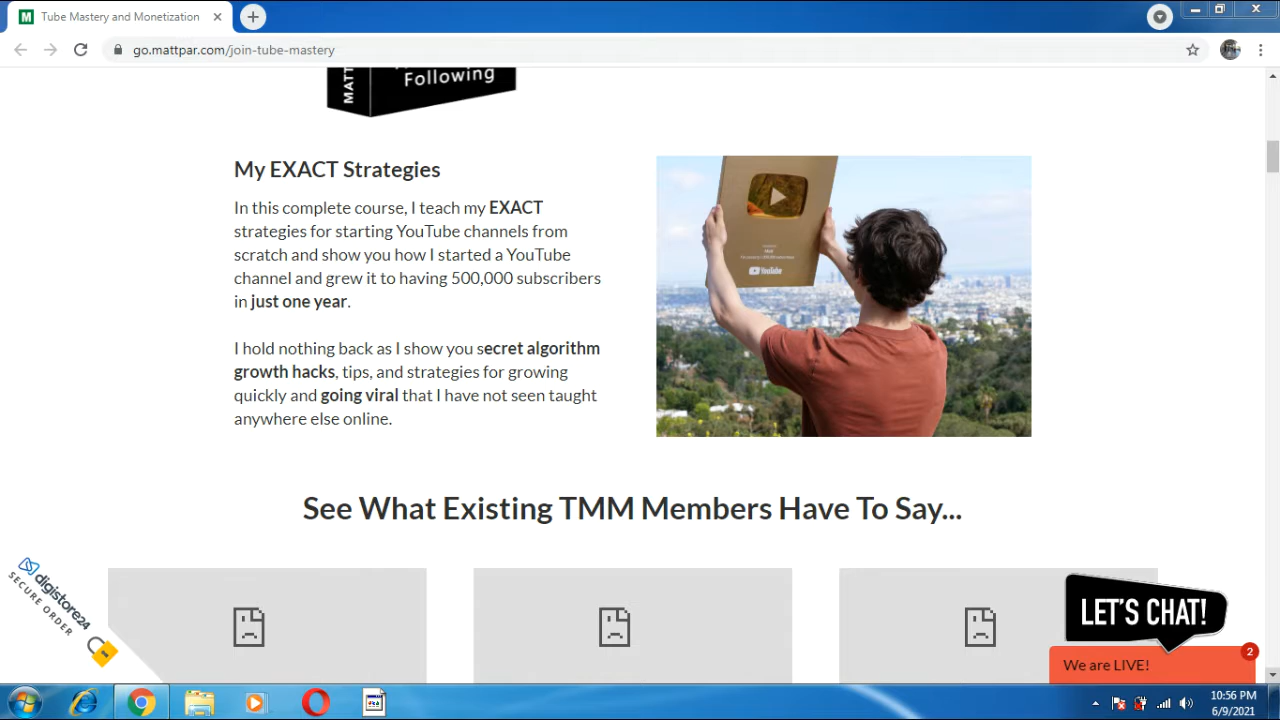 Tube Mastery and Monetization
go.mattpar.com/join-tube-mastery
MATT
Following
My EXACT Strategies
In this complete course, I teach my EXACT
strategies for starting YouTube channels from
scratch and show you how I started a YouTube
channel and grew it to having 500,000 subscribers
in just one year.
I hold nothing back as I show you secret algorithm
growth hacks, tips, and strategies for growing
quickly and going viral that I have not seen taught
anywhere else online.
YouTube
See What Existing TMM Members Have To Say...
digistore24
SECURE ORDER
LET'S CHAT!
We are LIVE!
2
10:56 PM
6/9/2021